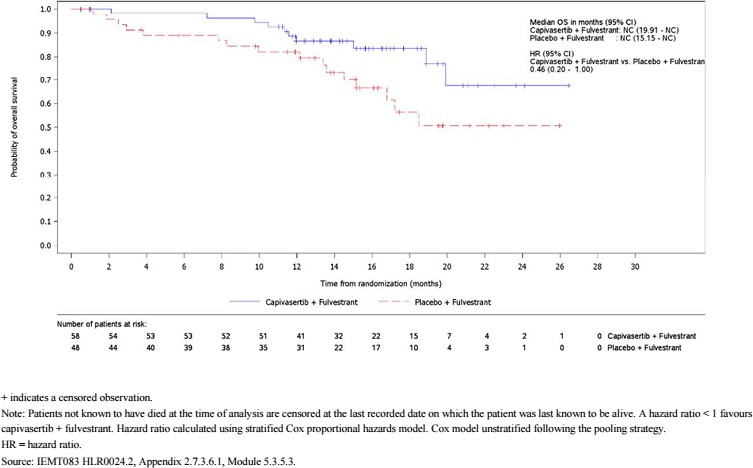 1.0
0.9
0.8
0.7
0.6
0.5
0.4
0.3
0.2
0.1
0.0
Probability of overall survival
Median OS in months (95% CI)
Capivasertib + Fulvestrant: NC (19.91 - NC)
Placebo + Fulvestrant : NC (15.15 - NC)
HR (95% CI)
Capivasertib + Fulvestrant vs. Placebo + Fulvestran
0.46 (0.20 - 1.00)
0 2 4 6 8 10 12 14 16 18 20 22 24 26 28 30
Time from randomization (months)
Capivasertib + Fulvestrant Placebo + Fulvestrant
Number of patients at risk:
58 54 53 53 52 51 41 32 22 15 7 4 2 1 0 Capivasertib + Fulvestrant
48 44 40 39 38 35 31 22 17 10 4 3 1 0 0 Placebo + Fulvestrant
+ indicates a censored observation.
Note: Patients not known to have died at the time of analysis are censored at the last recorded date on which the patient was last known to be alive. A hazard ratio < 1 favours
capivasertib + fulvestrant. Hazard ratio calculated using stratified Cox proportional hazards model. Cox model unstratified following the pooling strategy.
HR = hazard ratio.
Source: IEMT083 HLR0024.2, Appendix 2.7.3.6.1, Module 5.3.5.3.